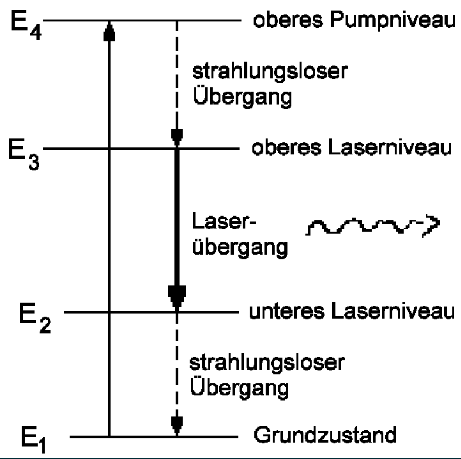 E4 oberes Pumpniveau
strahlungsloser
Übergang
E3 oberes Laserniveau
Laser-
übergang
E2 unteres Laserniveau
strahlungsloser
Übergang
E1 Grundzustand